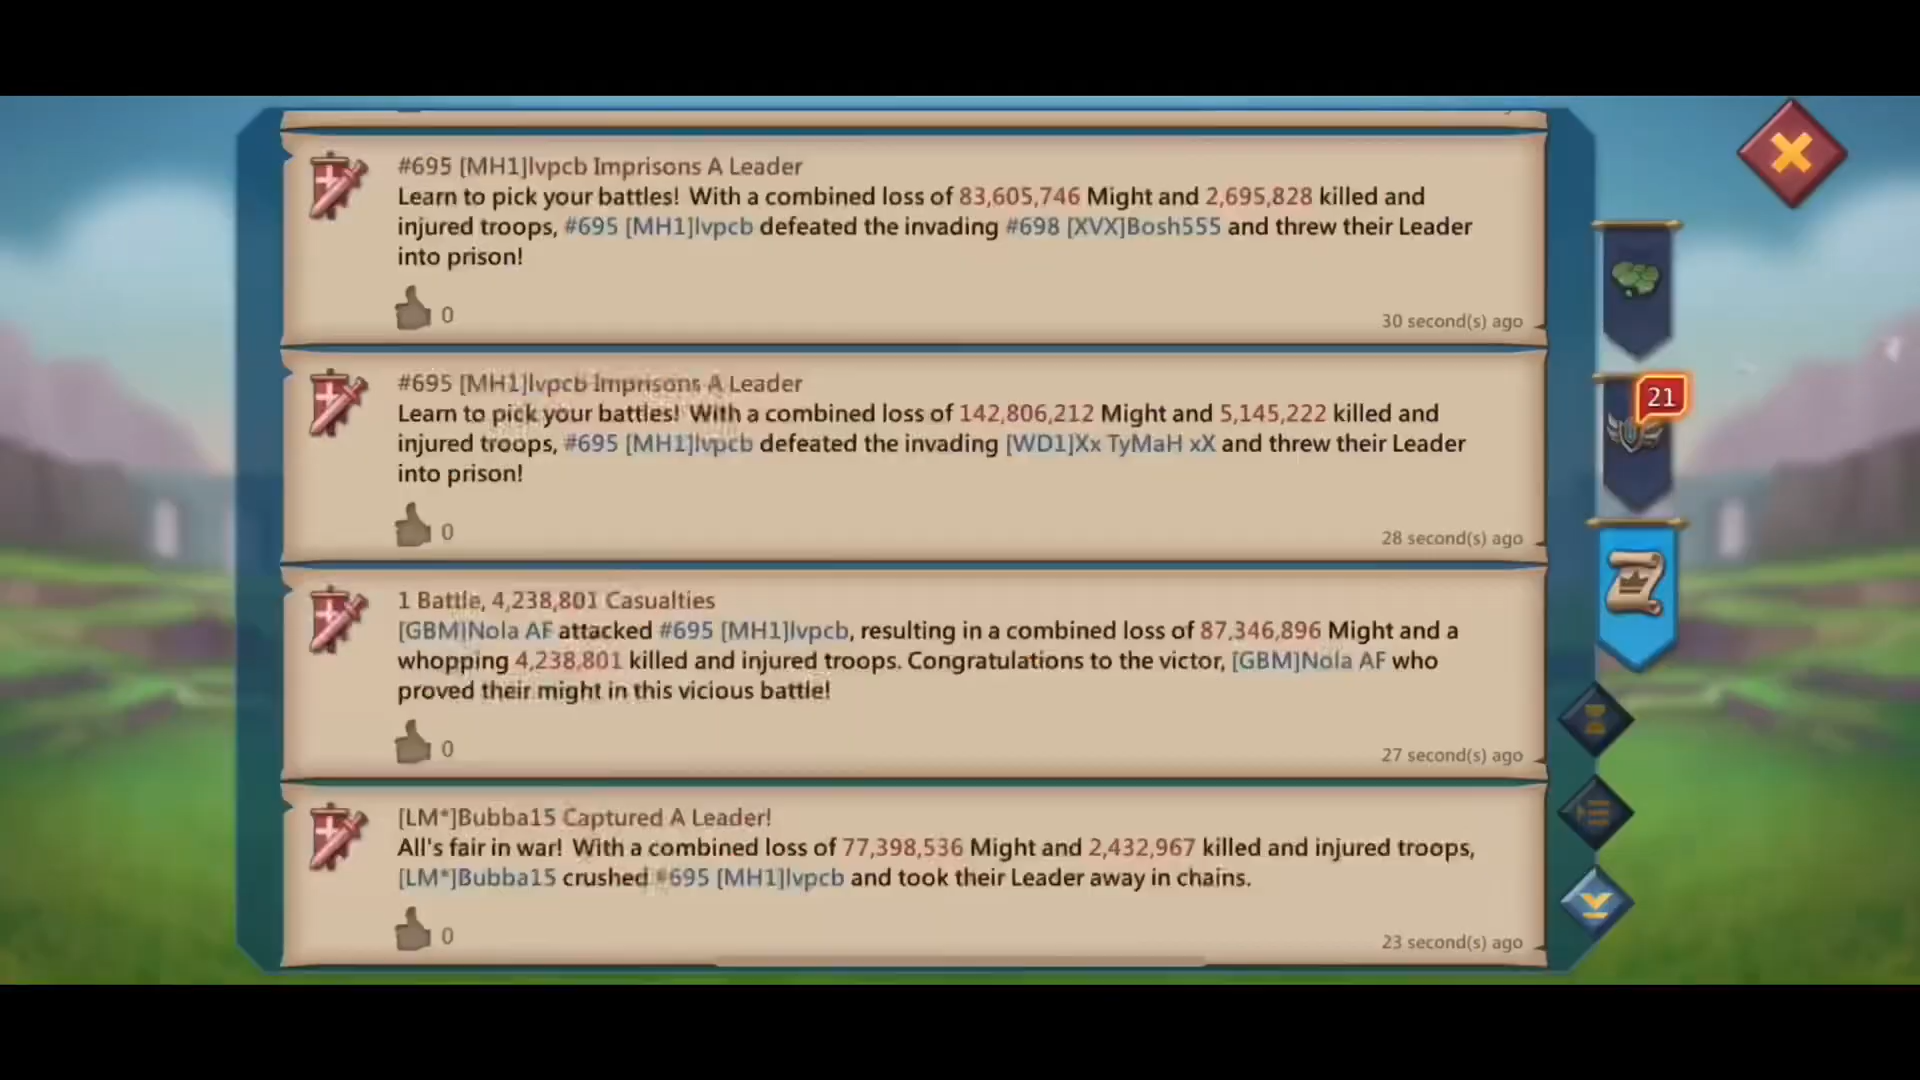 #695 [MH1]lvpcb Imprisons A Leader
Learn to pick your battles! With a combined loss of 83,605,746 Might and 2,695,828 killed and
injured troops, #695 [MH1]lvpcb defeated the invading #698 [XVX]Bosh555 and threw their Leader
into prison!
0
30 second(s) ago
21
#695 [MH1]lvpcb Imprisons A Leader
Learn to pick your battles! With a combined loss of 142,806,212 Might and 5,145,222 killed and
injured troops, #695 [MH1]lvpcb defeated the invading [WD1]Xx TyMaH xX and threw their Leader
into prison!
0
28 second(s) ago
1 Battle, 4,238,801 Casualties
[GBM]Nola AF attacked #695 [MH1]lvpcb, resulting in a combined loss of 87,346,896 Might and a
whopping 4,238,801 killed and injured troops. Congratulations to the victor, [GBM]Nola AF who
proved their might in this vicious battle!
0
27 second(s) ago
[LM*]Bubba15 Captured A Leader!
All's fair in war! With a combined loss of 77,398,536 Might and 2,432,967 killed and injured troops,
[LM*]Bubba15 crushed #695 [MH1]lvpcb and took their Leader away in chains.
0
23 second(s) ago